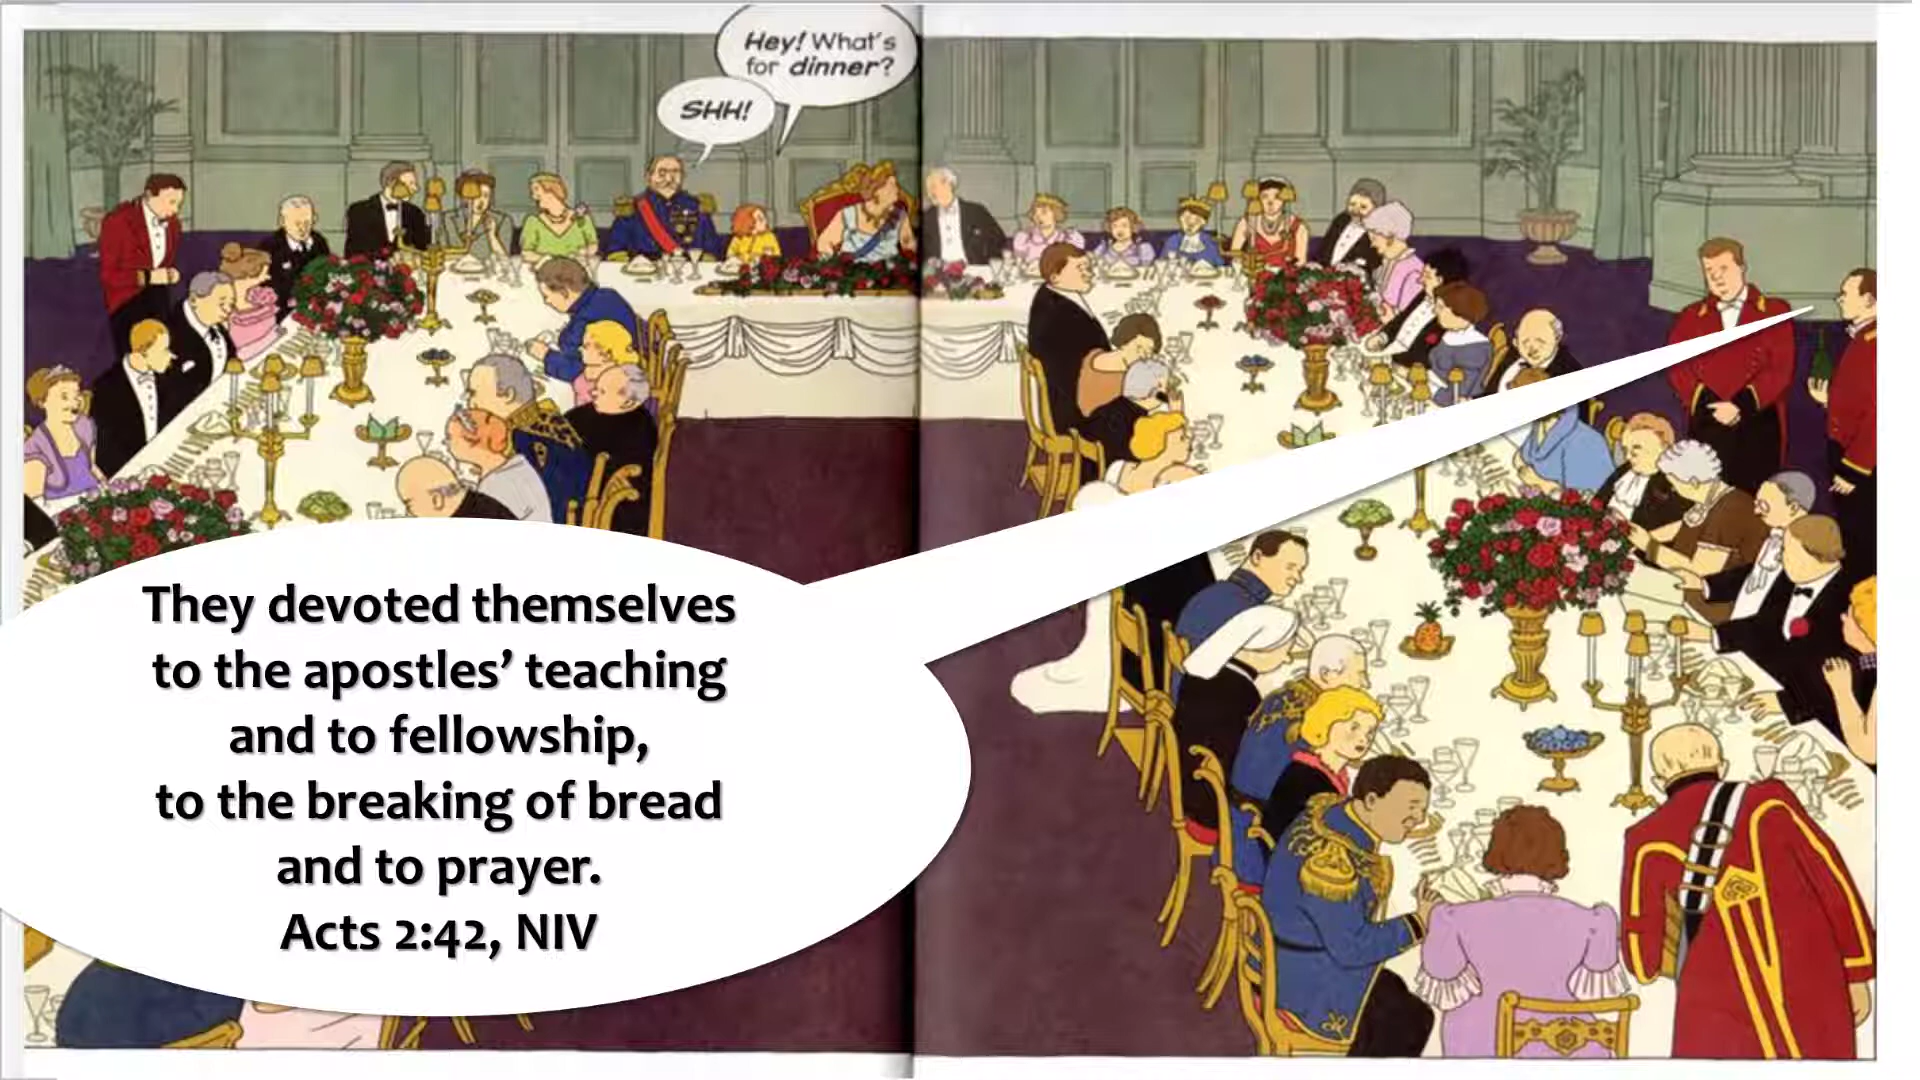 Hey! What's
for dinner?
SHH!
They devoted themselves
to the apostles’ teaching
and to fellowship,
to the breaking of bread
and to prayer.
Acts 2:42, NIV